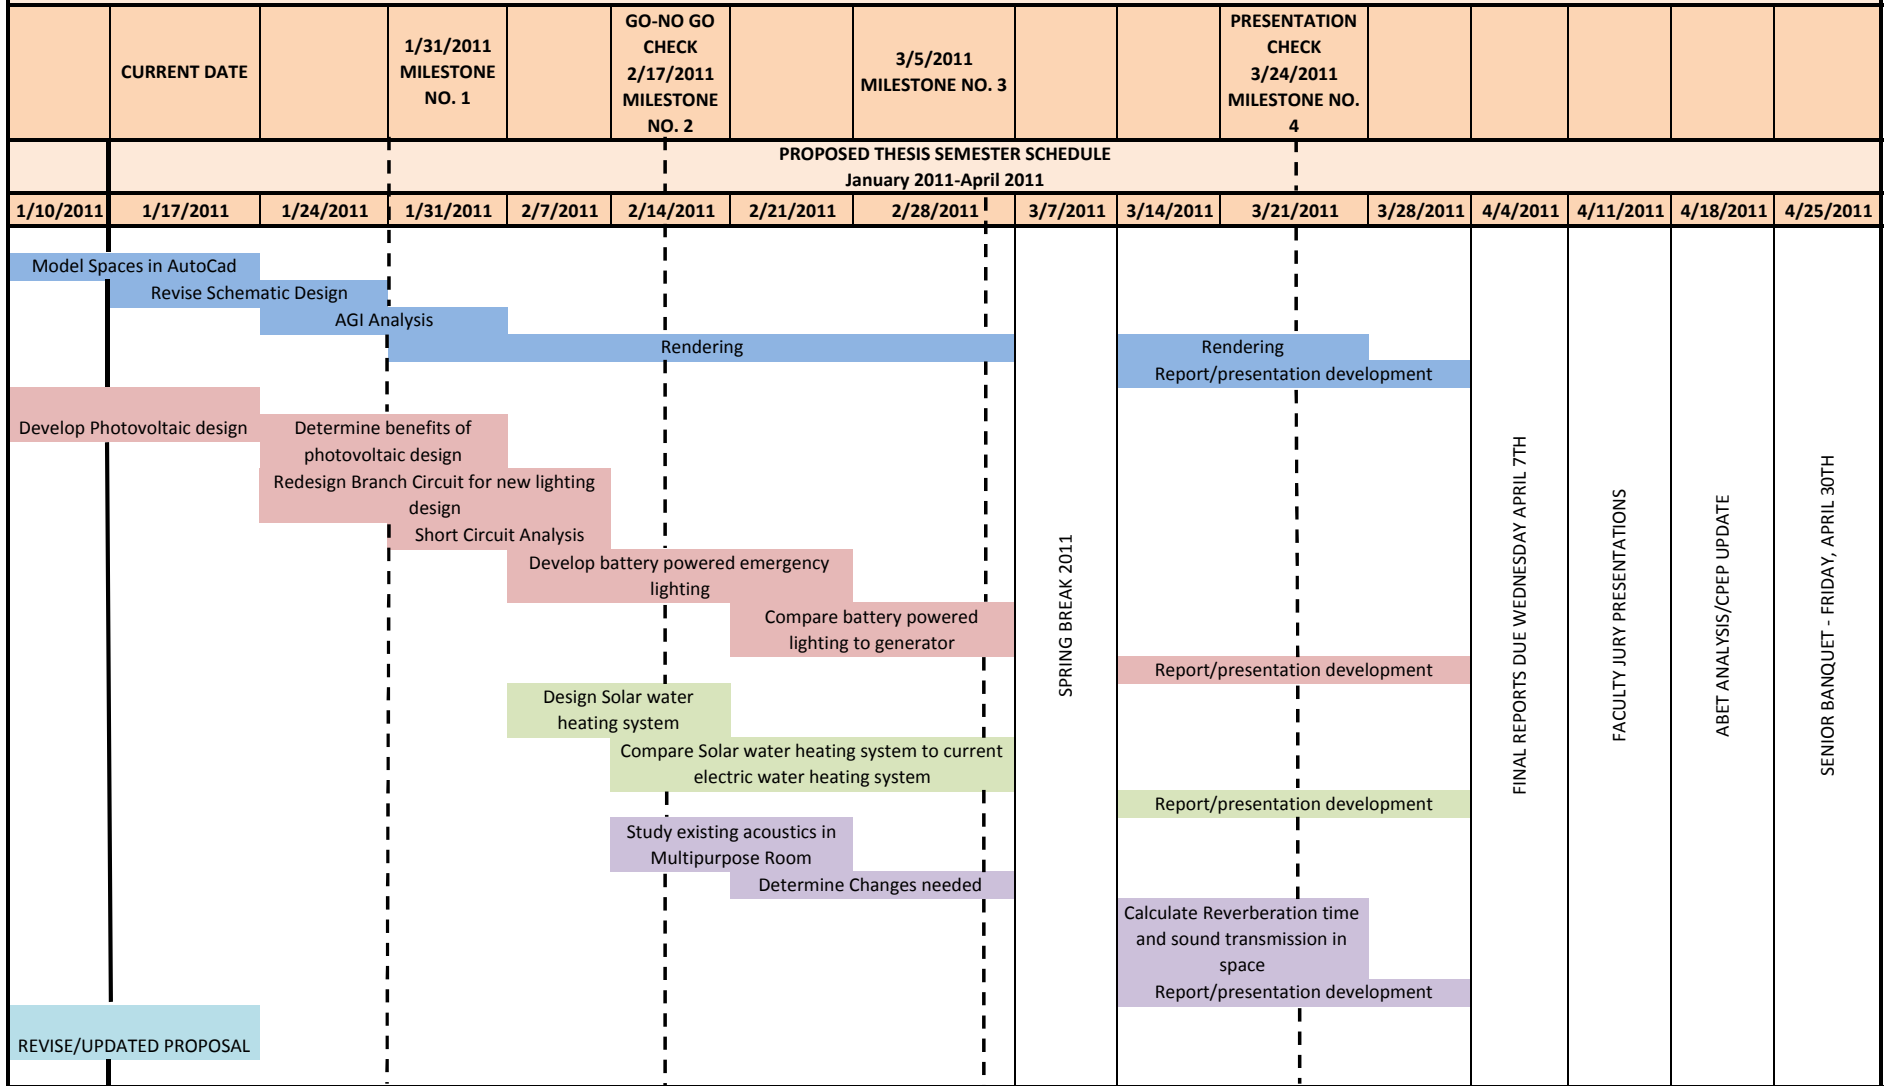 CURRENT DATE
1/31/2011
MILESTONE
NO. 1
GO-NO GO
CHECK
2/17/2011
MILESTONE
NO. 2
3/5/2011
MILESTONE NO. 3
PRESENTATION
CHECK
3/24/2011
MILESTONE NO.
4
PROPOSED THESIS SEMESTER SCHEDULE
January 2011-April 2011
1/10/2011 1/17/2011 1/24/2011 1/31/2011 2/7/2011 2/14/2011 2/21/2011 2/28/2011 3/7/2011 3/14/2011 3/21/2011 3/28/2011 4/4/2011 4/11/2011 4/18/2011 4/25/2011
Model Spaces in AutoCad
Revise Schematic Design
AGI Analysis
Rendering
Rendering
Report/presentation development
Develop Photovoltaic design
Determine benefits of
photovoltaic design
Redesign Branch Circuit for new lighting
design
Short Circuit Analysis
Develop battery powered emergency
lighting
Compare battery powered
lighting to generator
Report/presentation development
Design Solar water
heating system
Compare Solar water heating system to current
electric water heating system
Report/presentation development
Study existing acoustics in
Multipurpose Room
Determine Changes needed
Calculate Reverberation time
and sound transmission in
space
Report/presentation development
REVISE/UPDATED PROPOSAL
SPRING BREAK 2011
FINAL REPORTS DUE WEDNESDAY APRIL 7TH
FACULTY JURY PRESENTATIONS
ABET ANALYSIS/CPEP UPDATE
SENIOR BANQUET - FRIDAY, APRIL 30TH